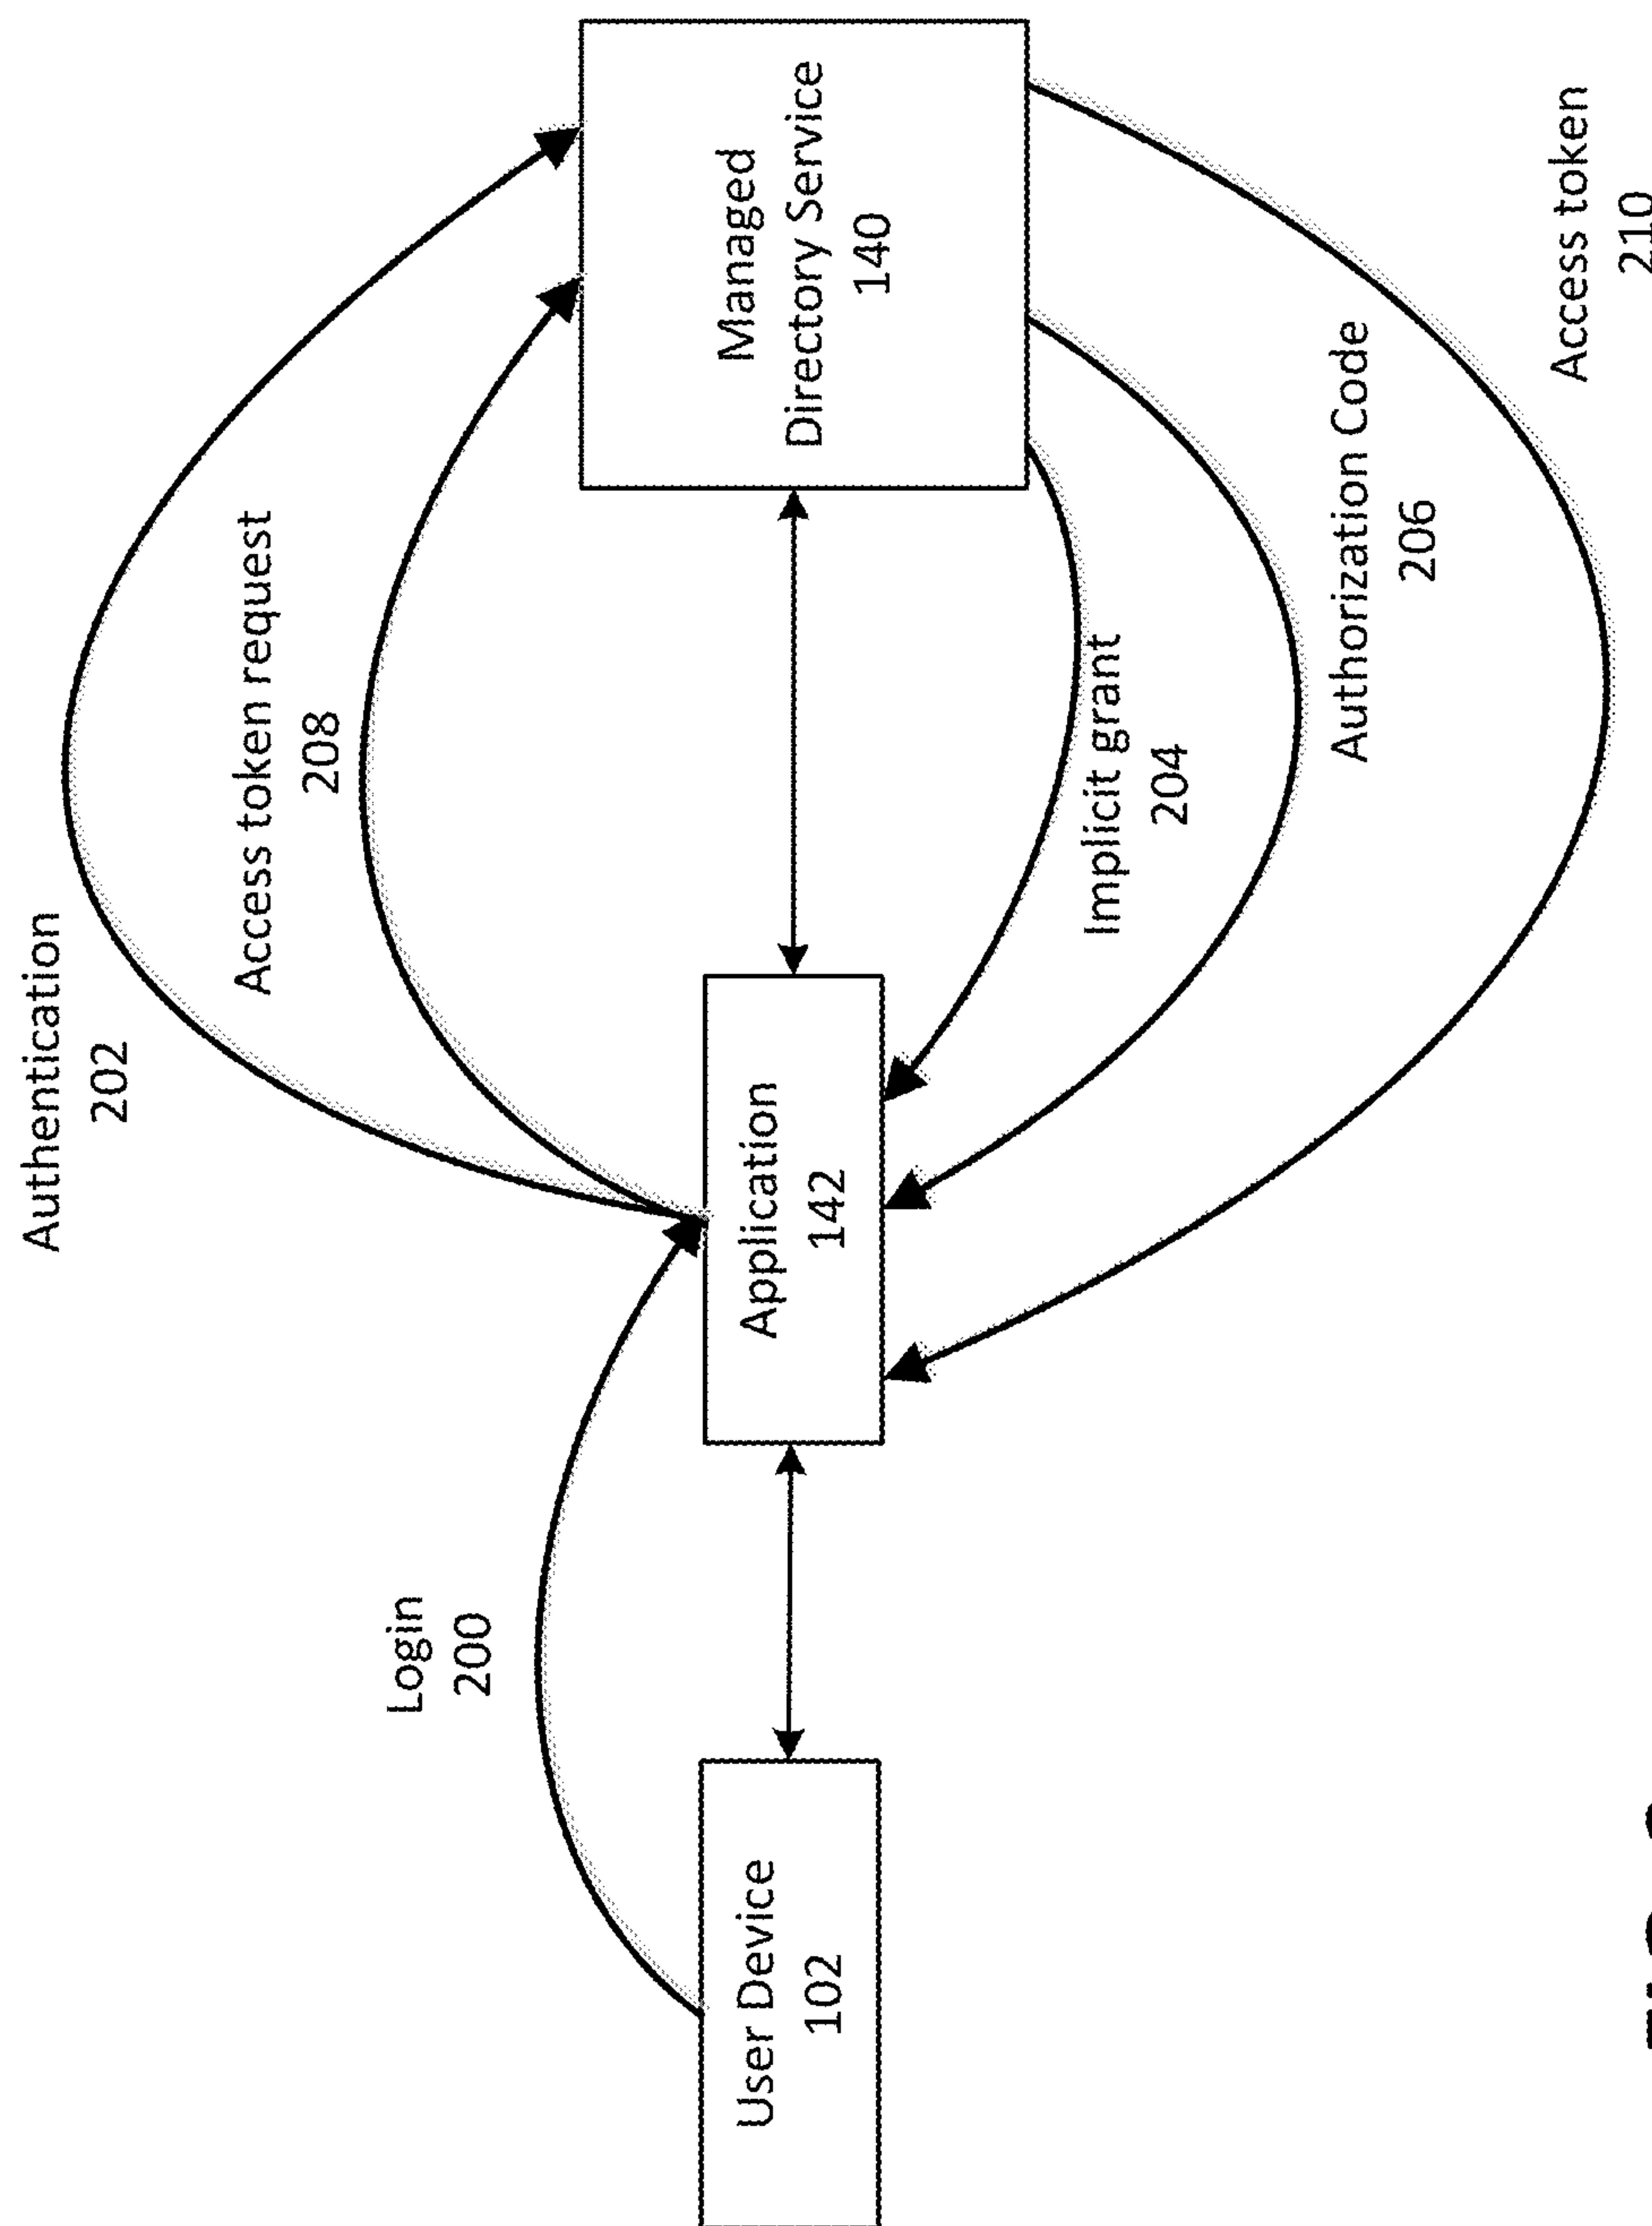 Authentication
202
Access token request
208
Login
200
User Device
102
Application
142
Managed
Directory Service
140
Implicit grant
204
Authorization Code
206
Access token
210